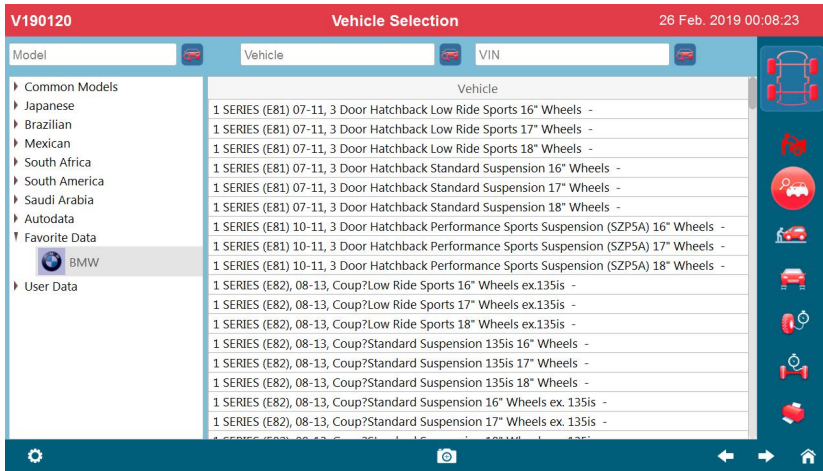 V190120
Vehicle Selection
26 Feb. 2019 00:08:23
Model
Vehicle
VIN
Common Models
Japanese
Brazilian
Mexican
South Africa
South America
Saudi Arabia
Autodata
Favorite Data
BMW
User Data
Vehicle
1 SERIES (E81) 07-11, 3 Door Hatchback Low Ride Sports 16" Wheels -
1 SERIES (E81) 07-11, 3 Door Hatchback Low Ride Sports 17" Wheels -
1 SERIES (E81) 07-11, 3 Door Hatchback Low Ride Sports 18" Wheels -
1 SERIES (E81) 07-11, 3 Door Hatchback Standard Suspension 16" Wheels -
1 SERIES (E81) 07-11, 3 Door Hatchback Standard Suspension 17" Wheels -
1 SERIES (E81) 07-11, 3 Door Hatchback Standard Suspension 18" Wheels -
1 SERIES (E81) 10-11, 3 Door Hatchback Performance Sports Suspension (SZP5A) 16" Wheels -
1 SERIES (E81) 10-11, 3 Door Hatchback Performance Sports Suspension (SZP5A) 17" Wheels -
1 SERIES (E81) 10-11, 3 Door Hatchback Performance Sports Suspension (SZP5A) 18" Wheels -
1 SERIES (E82), 08-13, Coup?Low Ride Sports 16" Wheels ex.135is -
1 SERIES (E82), 08-13, Coup?Low Ride Sports 17" Wheels ex.135is -
1 SERIES (E82), 08-13, Coup?Low Ride Sports 18" Wheels ex.135is -
1 SERIES (E82), 08-13, Coup?Standard Suspension 135is 16" Wheels -
1 SERIES (E82), 08-13, Coup?Standard Suspension 135is 17" Wheels -
1 SERIES (E82), 08-13, Coup?Standard Suspension 135is 18" Wheels -
1 SERIES (E82), 08-13, Coup?Standard Suspension 16" Wheels ex. 135is -
1 SERIES (E82), 08-13, Coup?Standard Suspension 17" Wheels ex. 135is -